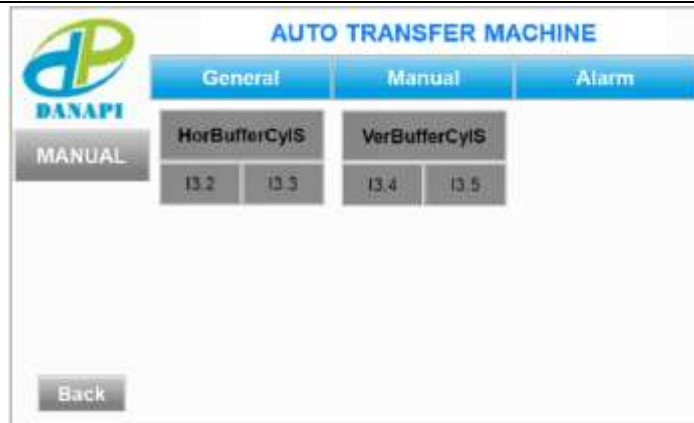 AUTO TRANSFER MACHINE
DANAPI
General Manual Alarm
MANUAL
HorBufferCylS VerBufferCylS
I3.2 I3.3 I3.4 I3.5
Back